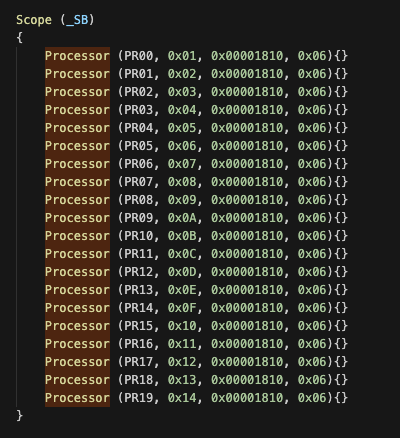 Scope (_SB)
{
Processor (PR00, 0x01, 0x00001810, 0x06){}
Processor (PR01, 0x02, 0x00001810, 0x06){}
Processor (PR02, 0x03, 0x00001810, 0x06){}
Processor (PR03, 0x04, 0x00001810, 0x06){}
Processor (PR04, 0x05, 0x00001810, 0x06){}
Processor (PR05, 0x06, 0x00001810, 0x06){}
Processor (PR06, 0x07, 0x00001810, 0x06){}
Processor (PR07, 0x08, 0x00001810, 0x06){}
Processor (PR08, 0x09, 0x00001810, 0x06){}
Processor (PR09, 0x0A, 0x00001810, 0x06){}
Processor (PR10, 0x0B, 0x00001810, 0x06){}
Processor (PR11, 0x0C, 0x00001810, 0x06){}
Processor (PR12, 0x0D, 0x00001810, 0x06){}
Processor (PR13, 0x0E, 0x00001810, 0x06){}
Processor (PR14, 0x0F, 0x00001810, 0x06){}
Processor (PR15, 0x10, 0x00001810, 0x06){}
Processor (PR16, 0x11, 0x00001810, 0x06){}
Processor (PR17, 0x12, 0x00001810, 0x06){}
Processor (PR18, 0x13, 0x00001810, 0x06){}
Processor (PR19, 0x14, 0x00001810, 0x06){}
}